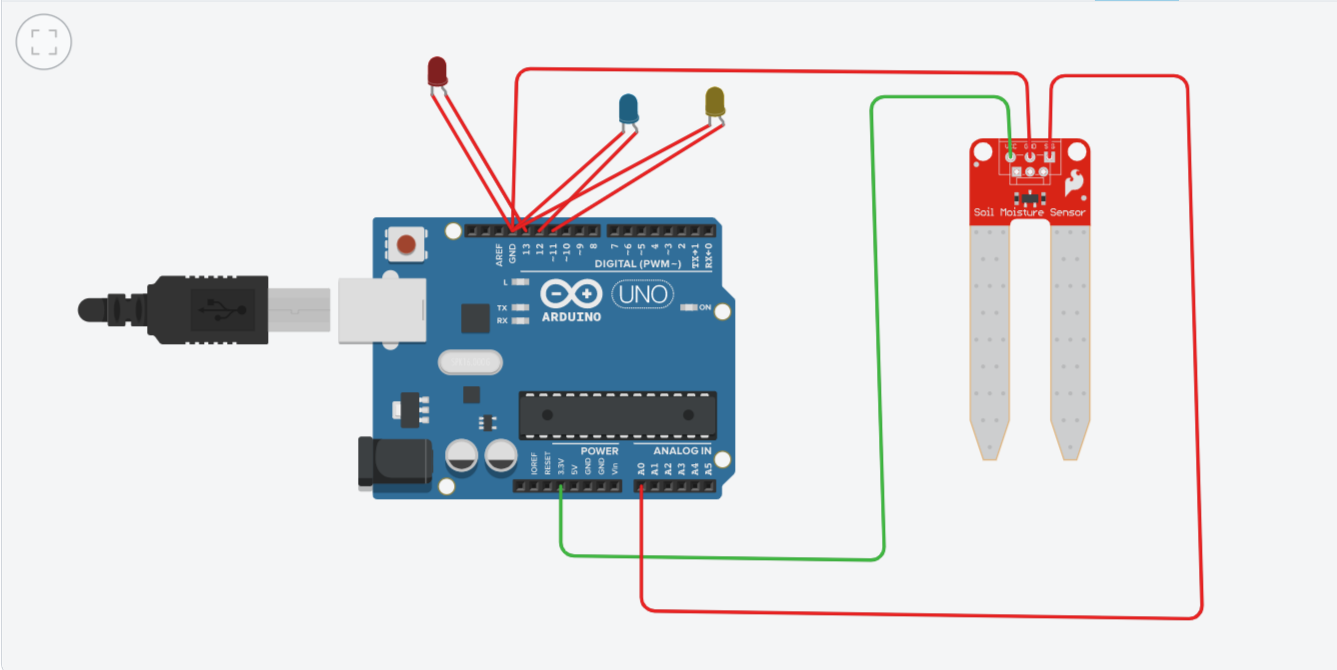 VCC GND SIG
Soil Moisture Sensor
AREF
GND
13
12
~11
~10
~9
8
7
~6
~5
4
~3
2
TX→1
RX←0
DIGITAL (PWM~)
L
TX
RX
UNO
ARDUINO
ON
POWER
ANALOG IN
IOREF
RESET
3.3V
5V
GND
GND
Vin
A0
A1
A2
A3
A4
A5